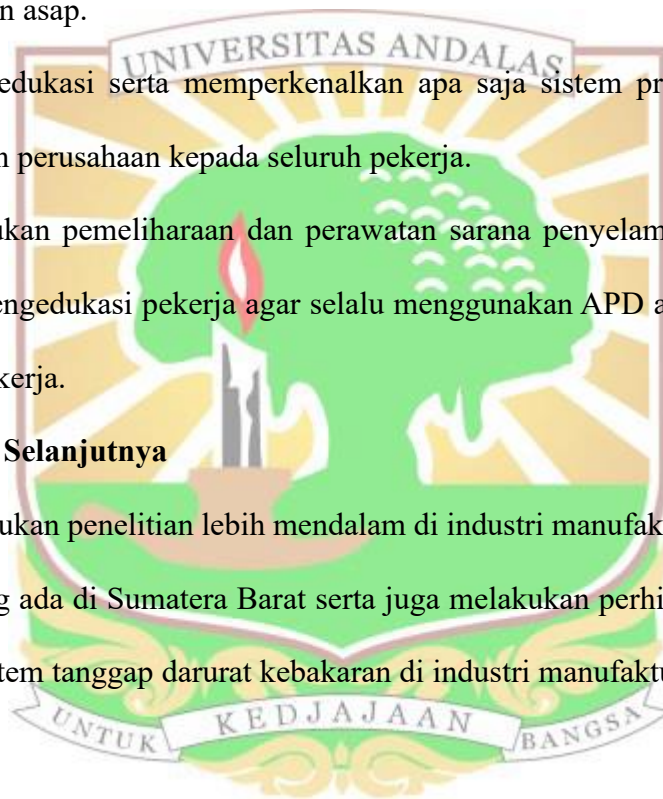 n asap.
UNIVERSITAS ANDALAS
edukasi serta memperkenalkan apa saja sistem pr
n perusahaan kepada seluruh pekerja.
ukan pemeliharaan dan perawatan sarana penyelam
engedukasi pekerja agar selalu menggunakan APD a
kerja.
Selanjutnya
ukan penelitian lebih mendalam di industri manufak
g ada di Sumatera Barat serta juga melakukan perhi
tem tanggap darurat kebakaran di industri manufaktu
UNTUK KEDJAJAAN BANGSA